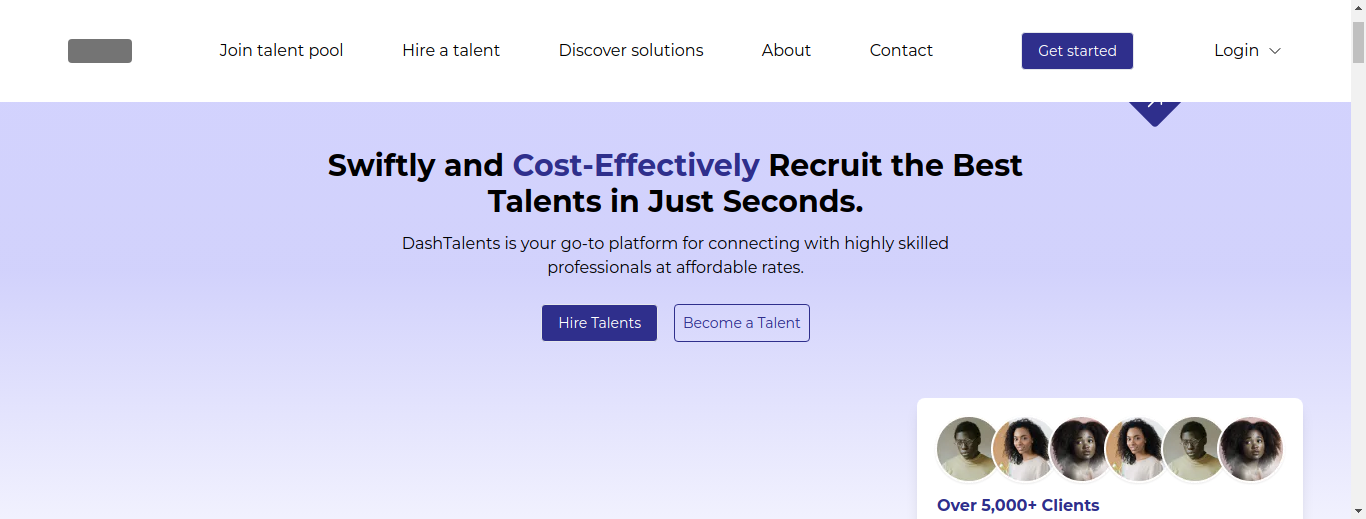 Join talent pool
Hire a talent
Discover solutions
About
Contact
Get started
Login
Swiftly and Cost-Effectively Recruit the Best
Talents in Just Seconds.
DashTalents is your go-to platform for connecting with highly skilled
professionals at affordable rates.
Hire Talents
Become a Talent
Over 5,000+ Clients